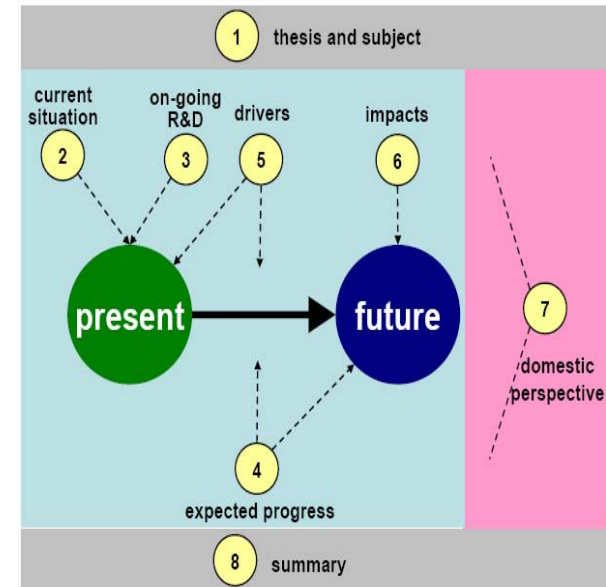 1 thesis and subject
current
situation
on-going
R&D
drivers
impacts
2
3
5
6
present
future
7
domestic
perspective
4
expected progress
8 summary